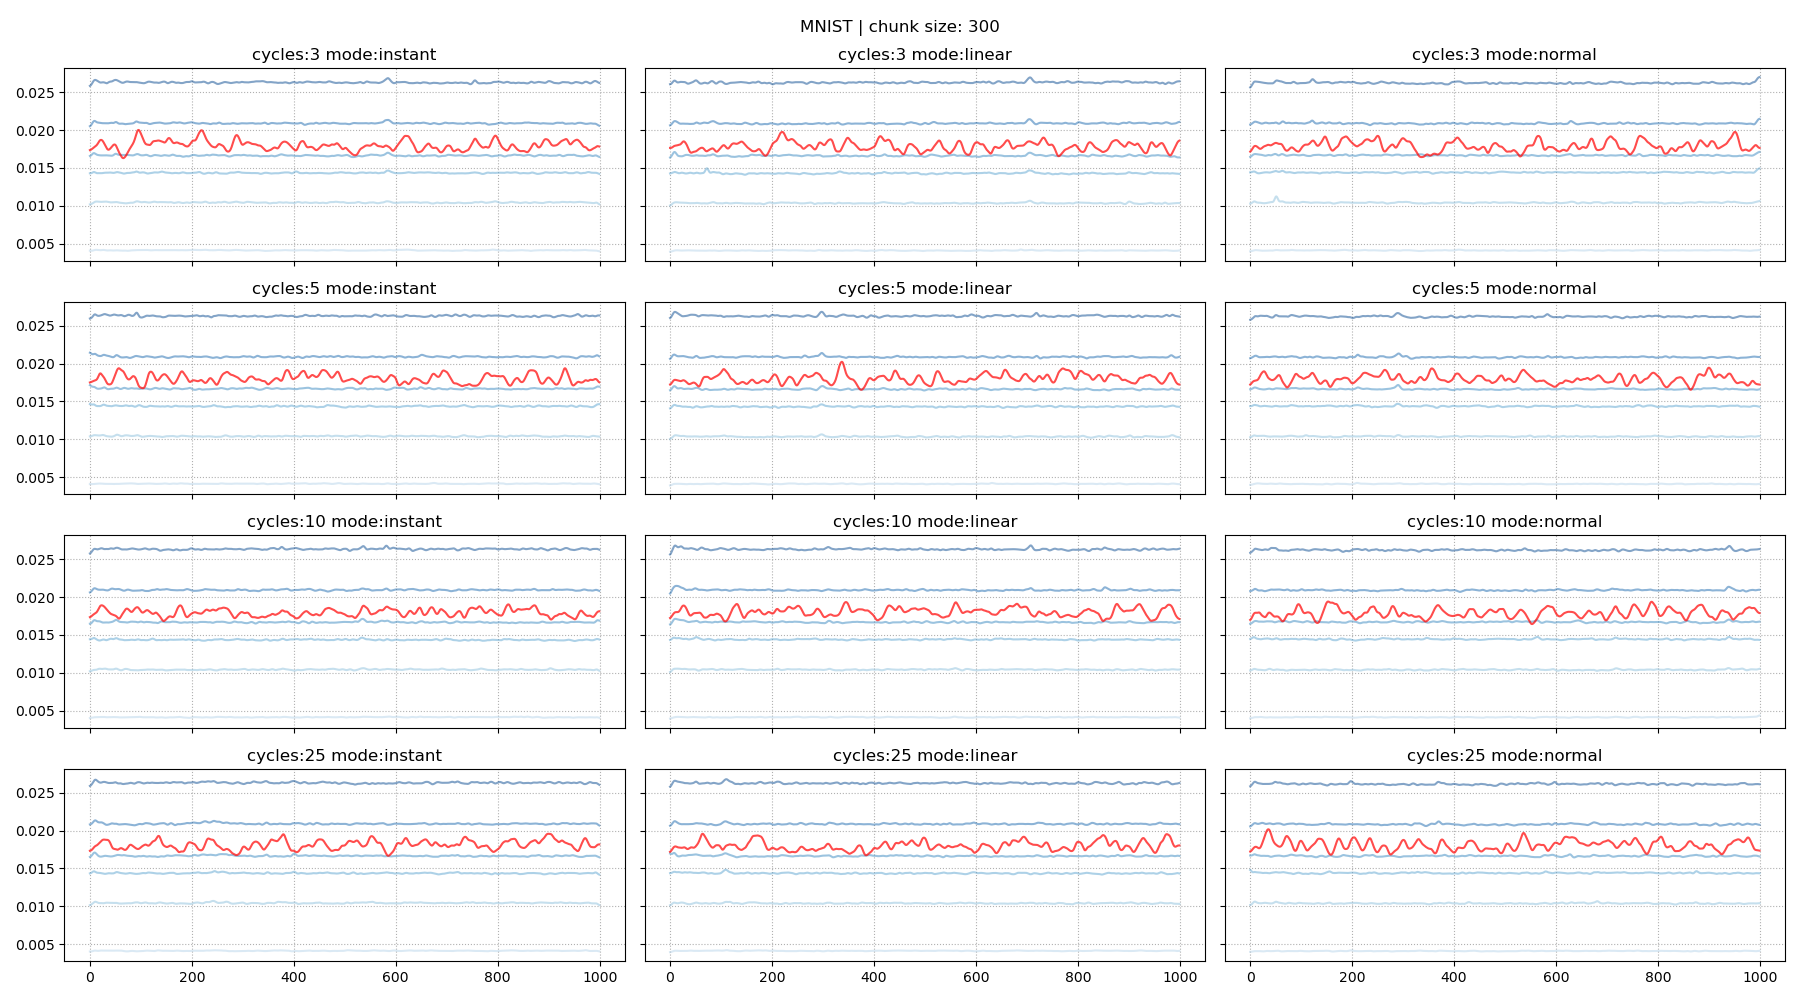 MNIST | chunk size: 300
cycles:3 mode:instant
cycles:3 mode:linear
cycles:3 mode:normal
0.025
0.020
0.015
0.010
0.005
cycles:5 mode:instant
cycles:5 mode:linear
cycles:5 mode:normal
0.025
0.020
0.015
0.010
0.005
cycles:10 mode:instant
cycles:10 mode:linear
cycles:10 mode:normal
0.025
0.020
0.015
0.010
0.005
cycles:25 mode:instant
cycles:25 mode:linear
cycles:25 mode:normal
0.025
0.020
0.015
0.010
0.005
0 200 400 600 800 1000
0 200 400 600 800 1000
0 200 400 600 800 1000